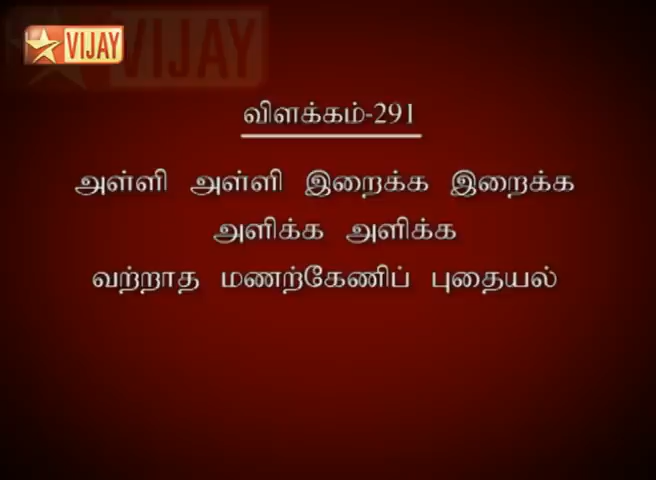 VIJAY
விளக்கம்-291
அள்ளி அள்ளி இறைக்க இறைக்க
அளிக்க அளிக்க
வற்றாத மணற்கேணிப் புதையல்